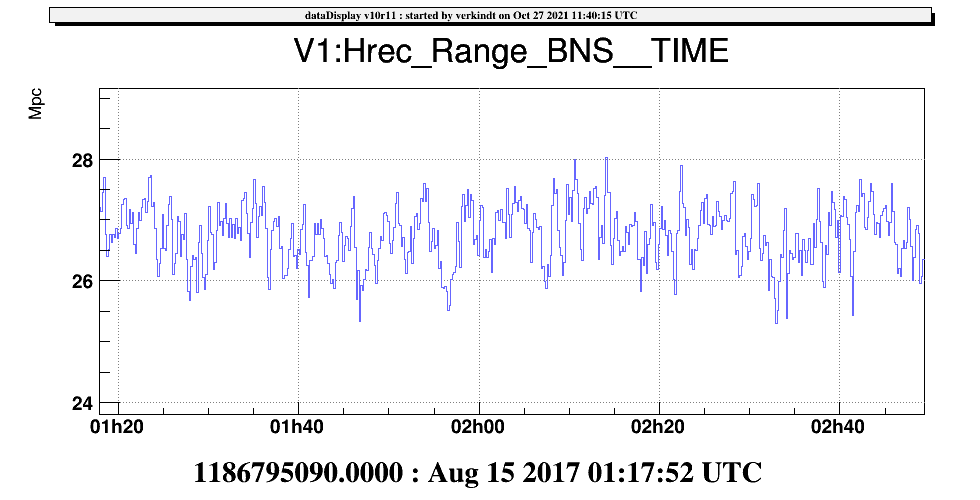 dataDisplay v10r11 : started by verkindt on Oct 27 2021 11:40:15 UTC
V1:Hrec_Range_BNS__TIME
Mpc
28
26
24
01h20 01h40 02h00 02h20 02h40
1186795090.0000 : Aug 15 2017 01:17:52 UTC